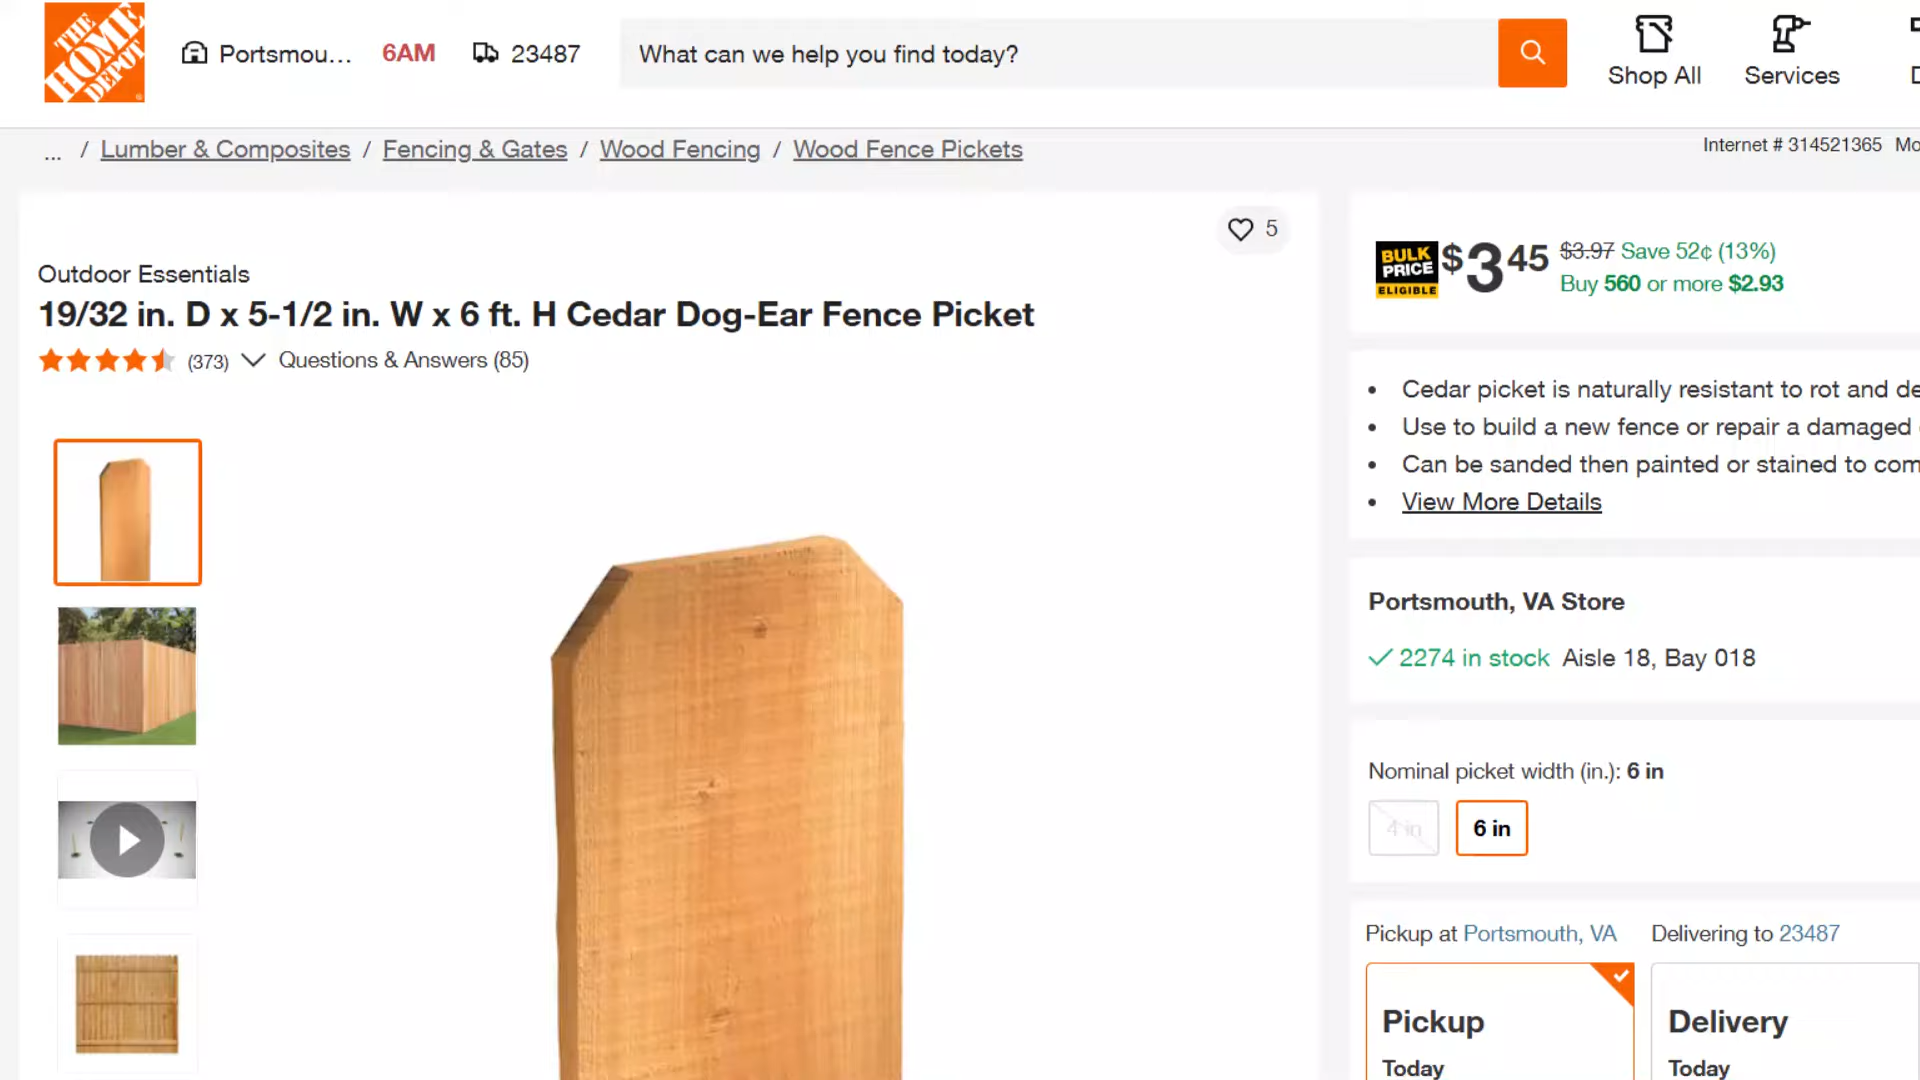 THE
HOME
DEPOT
Portsmou...
6AM
23487
What can we help you find today?
Shop All
Services
... / Lumber & Composites / Fencing & Gates / Wood Fencing / Wood Fence Pickets
Internet # 314521365 Mo
5
Outdoor Essentials
19/32 in. D x 5-1/2 in. W x 6 ft. H Cedar Dog-Ear Fence Picket
(373)
Questions & Answers (85)
BULK
PRICE
ELIGIBLE
$3 45
$3.97 Save 52¢ (13%)
Buy 560 or more $2.93
• Cedar picket is naturally resistant to rot and de
• Use to build a new fence or repair a damaged
• Can be sanded then painted or stained to com
• View More Details
Portsmouth, VA Store
2274 in stock Aisle 18, Bay 018
Nominal picket width (in.): 6 in
4 in
6 in
Pickup at Portsmouth, VA
Delivering to 23487
Pickup
Today
Delivery
Today